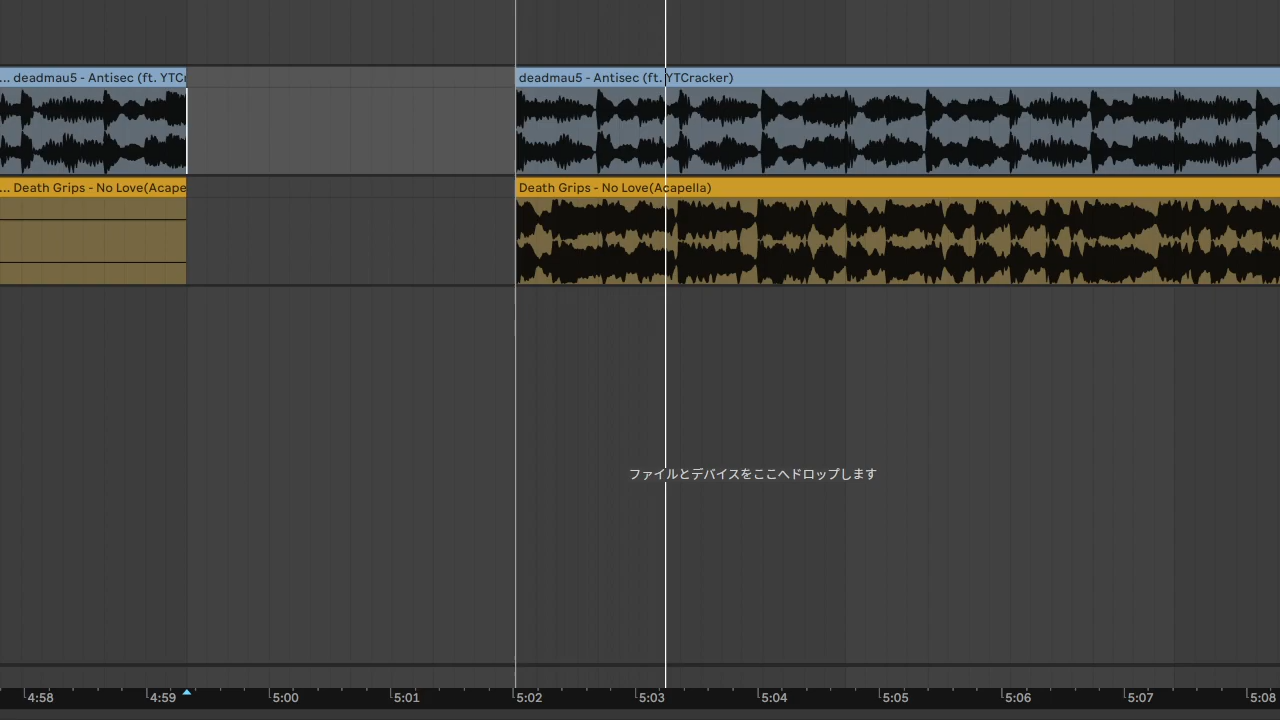 ... deadmau5 - Antisec (ft. YTCr
deadmau5 - Antisec (ft. YTCracker)
... Death Grips - No Love(Acape
Death Grips - No Love(Acapella)
ファイルとデバイスをここへドロップします
4:58 4:59 5:00 5:01 5:02 5:03 5:04 5:05 5:06 5:07 5:08